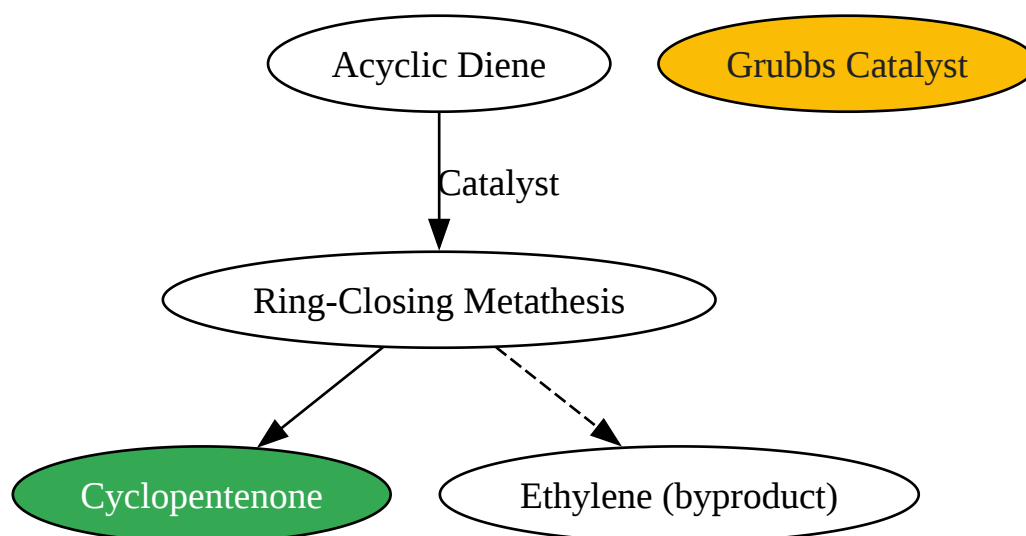 Acyclic Diene
Grubbs Catalyst
Catalyst
Ring-Closing Metathesis
Cyclopentenone
Ethylene (byproduct)